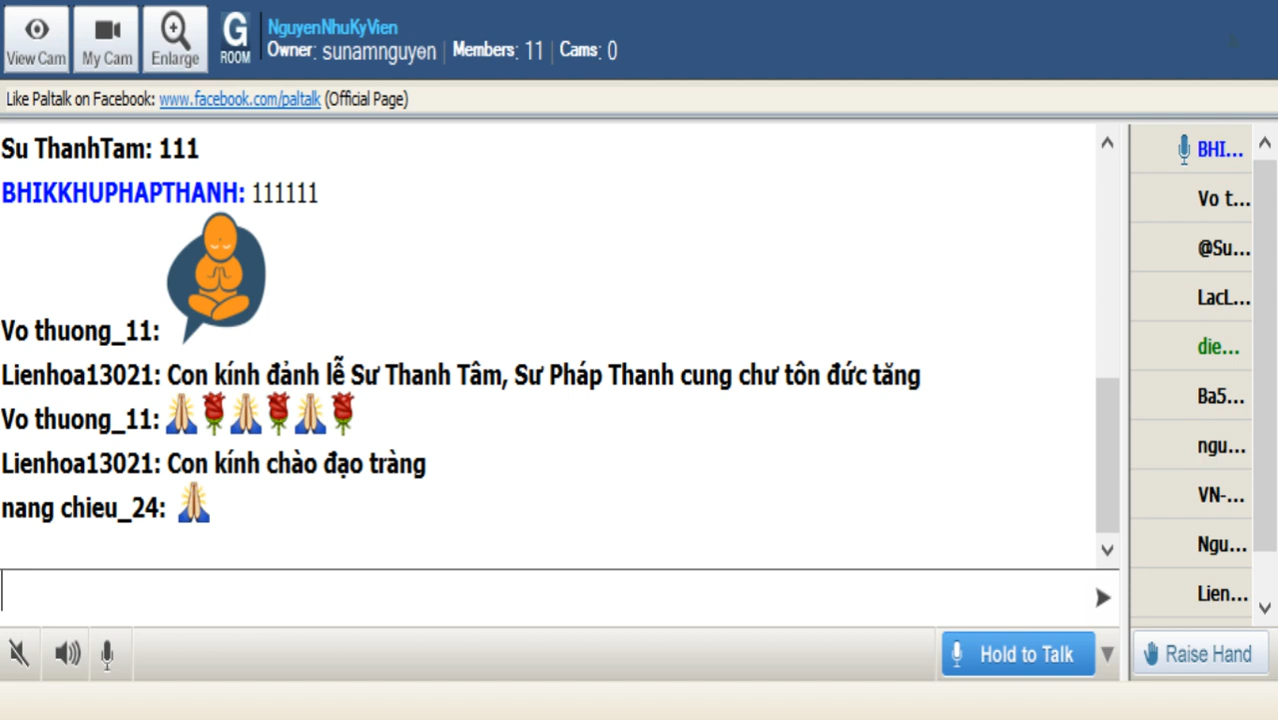 View Cam
My Cam
Enlarge
G
ROOM
NguyenNhuKyVien
Owner: sunamnguyen | Members: 11 | Cams: 0
Like Paltalk on Facebook: www.facebook.com/paltalk (Official Page)
Su ThanhTam: 111
BHIKKHUPHAPTHANH: 111111
Vo thuong_11:
Lienhoa13021: Con kính đảnh lễ Sư Thanh Tâm, Sư Pháp Thanh cung chư tôn đức tăng
Vo thuong_11: 🙏🌹🙏🌹🙏🌹
Lienhoa13021: Con kính chào đạo tràng
nang chieu_24: 🙏
BHI...
Vo t...
@Su...
LacL...
die...
Ba5...
ngu...
VN-...
Ngu...
Lien...
Hold to Talk
Raise Hand